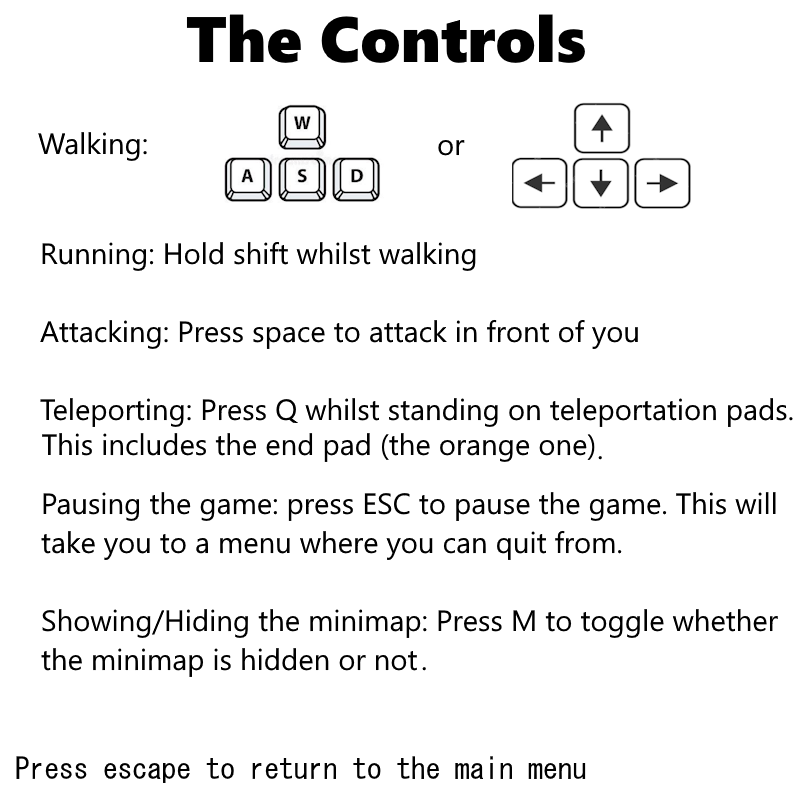 The Controls
Walking:
W
or
↑
A S D
← ↓ →
Running: Hold shift whilst walking
Attacking: Press space to attack in front of you
Teleporting: Press Q whilst standing on teleportation pads.
This includes the end pad (the orange one).
Pausing the game: press ESC to pause the game. This will
take you to a menu where you can quit from.
Showing/Hiding the minimap: Press M to toggle whether
the minimap is hidden or not.
Press escape to return to the main menu